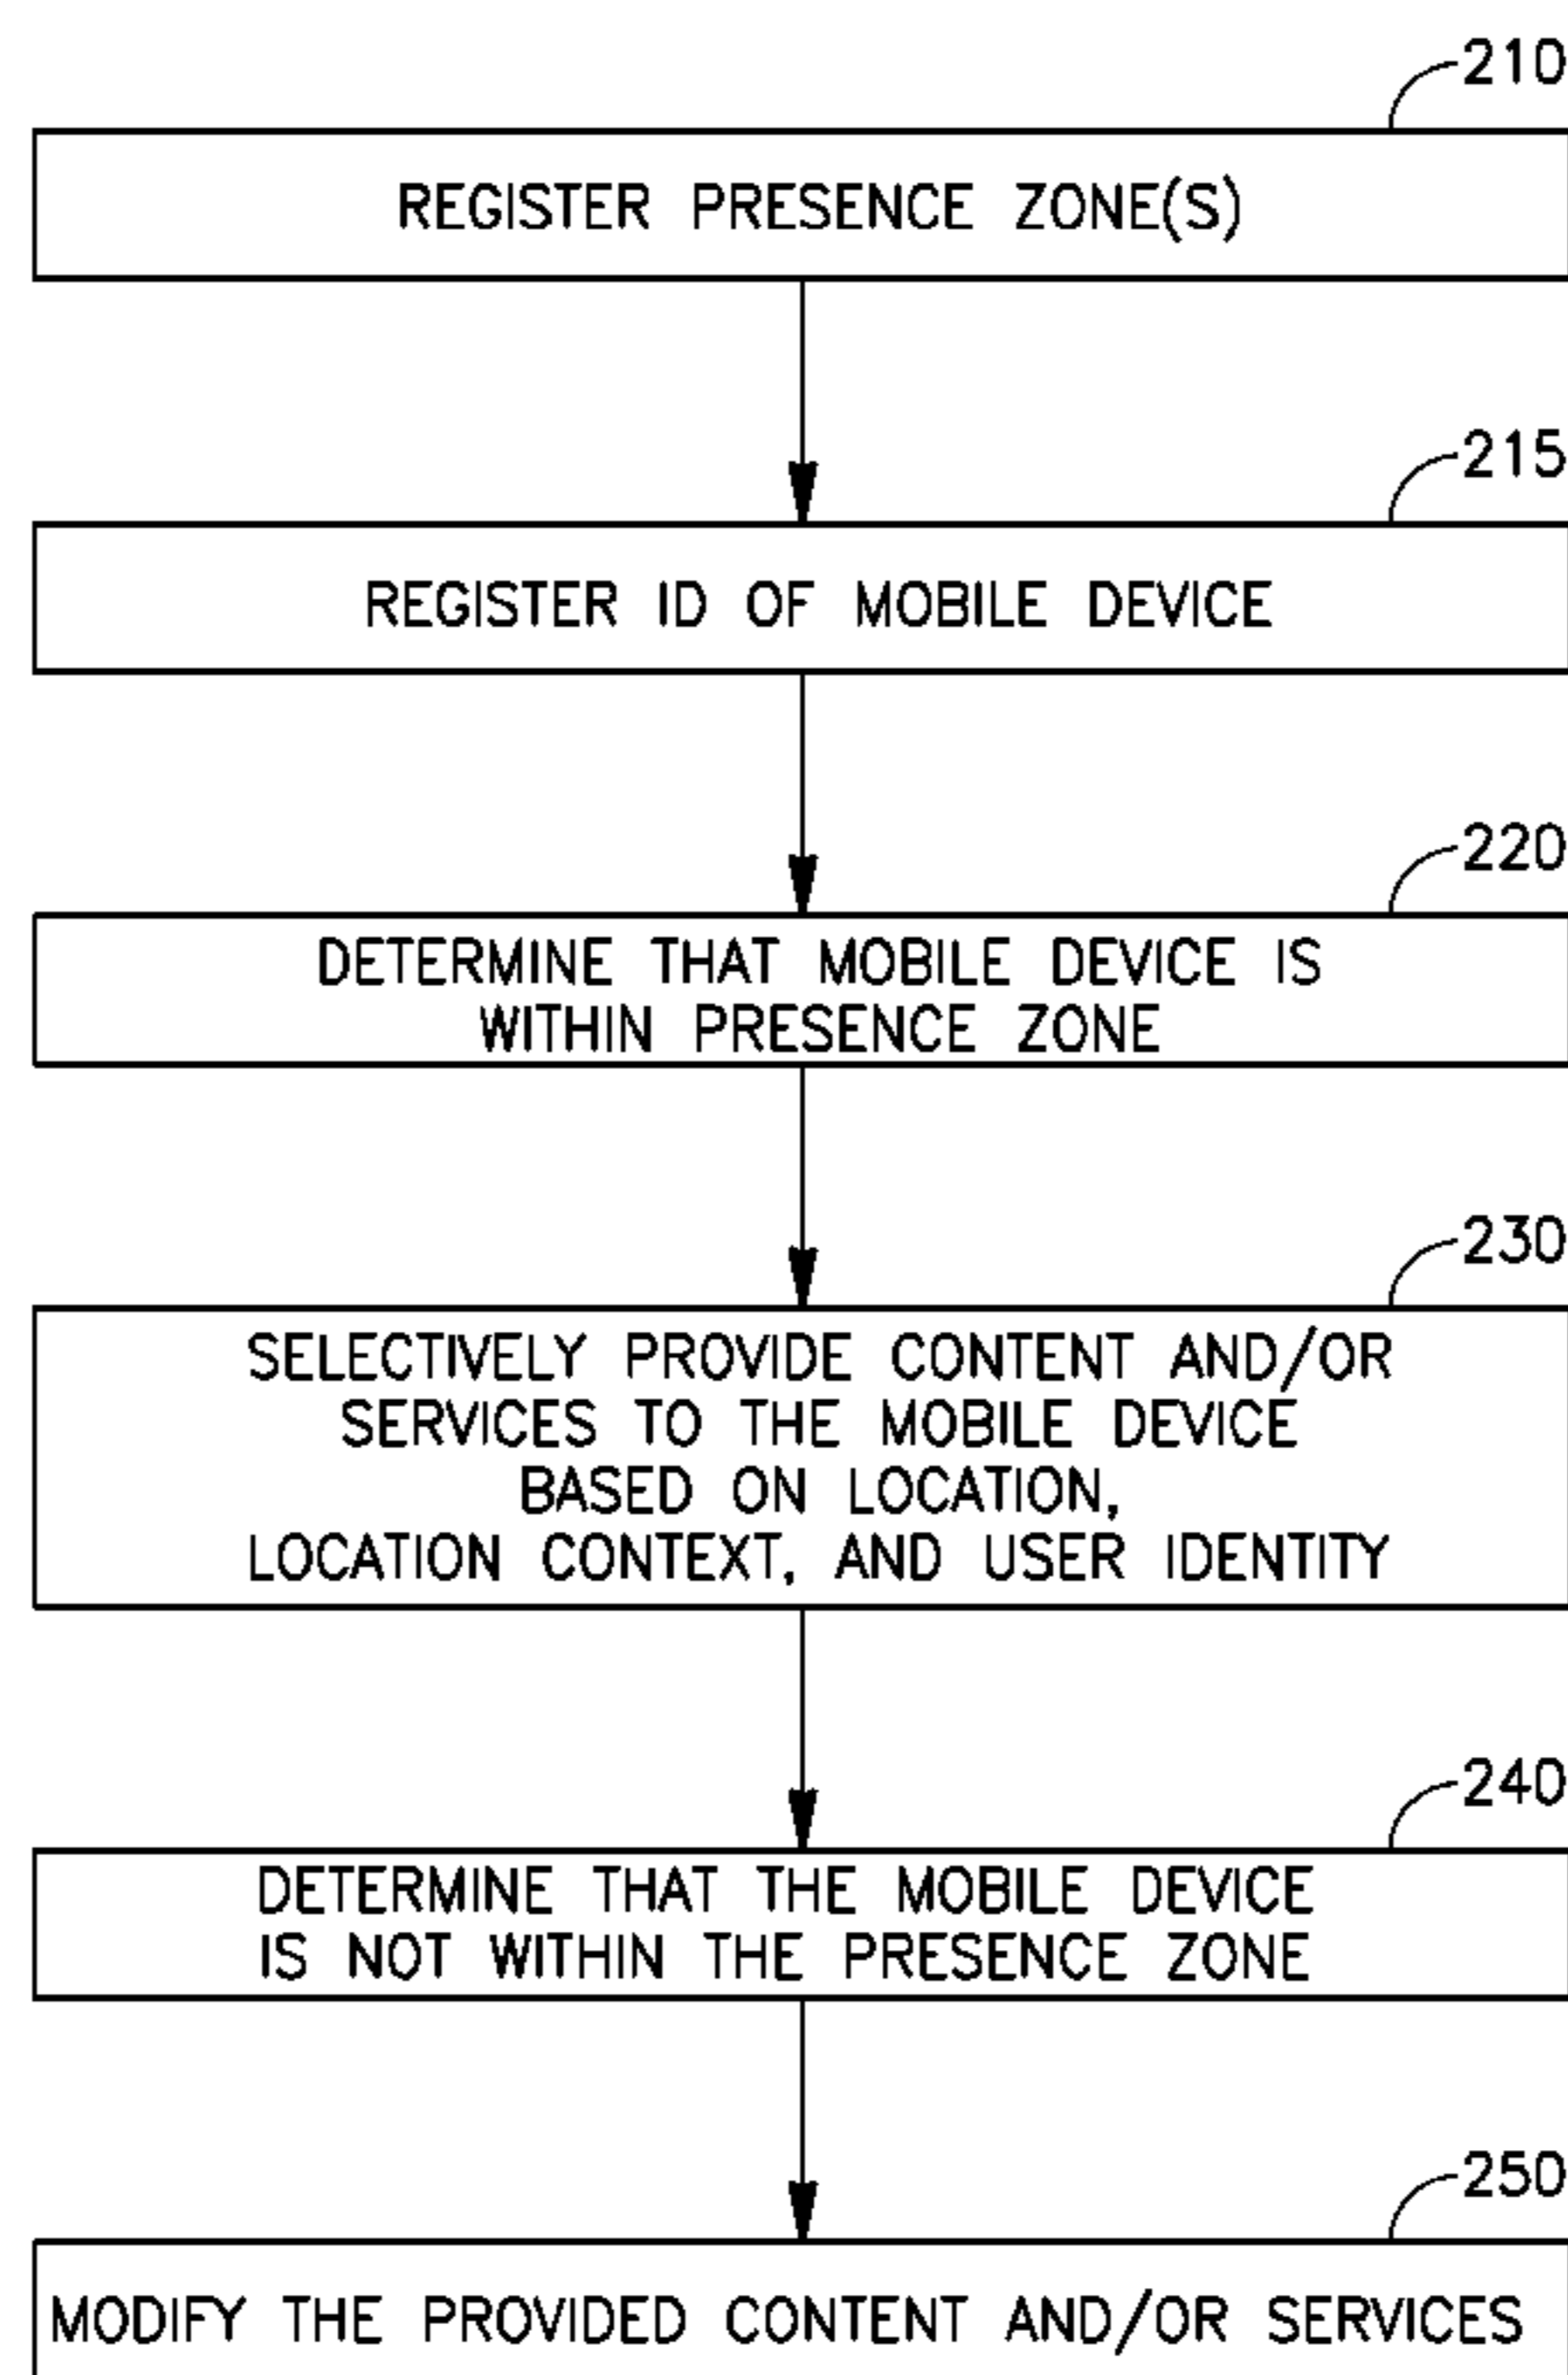 210
REGISTER PRESENCE ZONE(S)
215
REGISTER ID OF MOBILE DEVICE
220
DETERMINE THAT MOBILE DEVICE IS
WITHIN PRESENCE ZONE
230
SELECTIVELY PROVIDE CONTENT AND/OR
SERVICES TO THE MOBILE DEVICE
BASED ON LOCATION,
LOCATION CONTEXT, AND USER IDENTITY
240
DETERMINE THAT THE MOBILE DEVICE
IS NOT WITHIN THE PRESENCE ZONE
250
MODIFY THE PROVIDED CONTENT AND/OR SERVICES